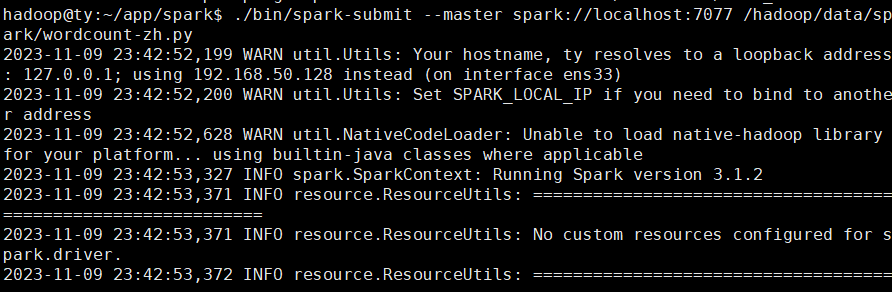 hadoop@ty:~/app/spark$ ./bin/spark-submit --master spark://localhost:7077 /hadoop/data/sp
ark/wordcount-zh.py
2023-11-09 23:42:52,199 WARN util.Utils: Your hostname, ty resolves to a loopback address
: 127.0.0.1; using 192.168.50.128 instead (on interface ens33)
2023-11-09 23:42:52,200 WARN util.Utils: Set SPARK_LOCAL_IP if you need to bind to anothe
r address
2023-11-09 23:42:52,628 WARN util.NativeCodeLoader: Unable to load native-hadoop library
for your platform... using builtin-java classes where applicable
2023-11-09 23:42:53,327 INFO spark.SparkContext: Running Spark version 3.1.2
2023-11-09 23:42:53,371 INFO resource.ResourceUtils: ====================================
==========================
2023-11-09 23:42:53,371 INFO resource.ResourceUtils: No custom resources configured for s
park.driver.
2023-11-09 23:42:53,372 INFO resource.ResourceUtils: ====================================